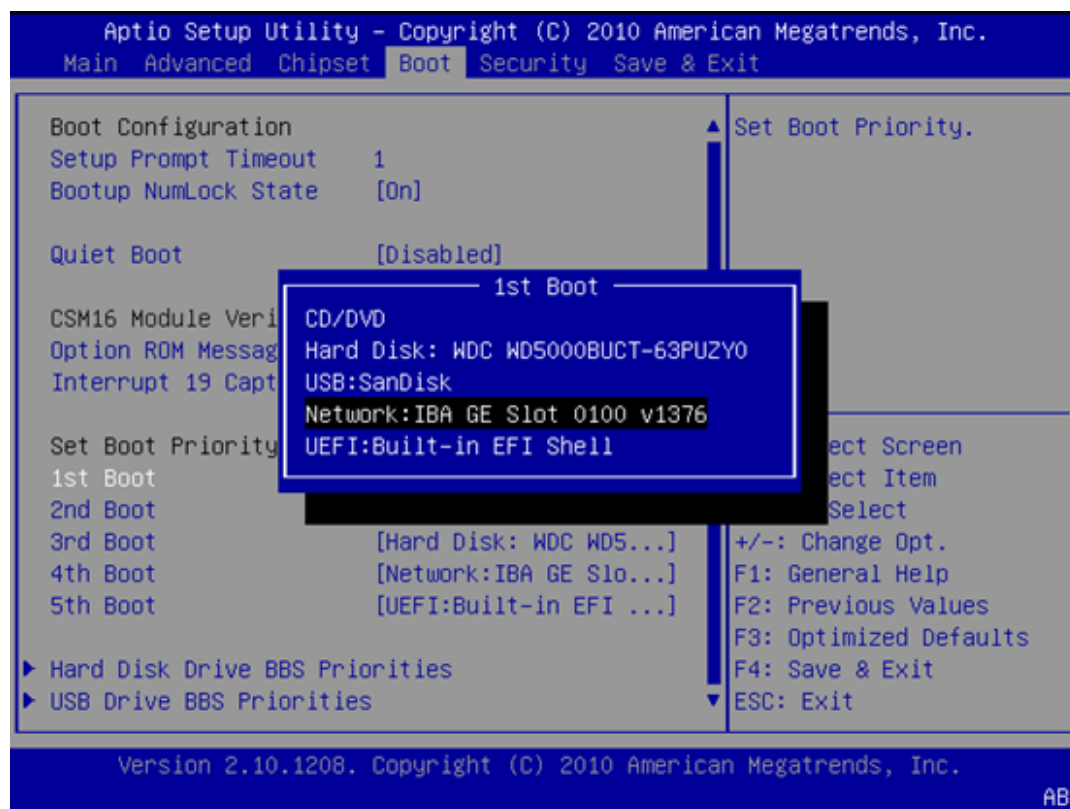 Aptio Setup Utility – Copyright (C) 2010 American Megatrends, Inc.
Main Advanced Chipset Boot Security Save & Exit
Boot Configuration
Setup Prompt Timeout 1
Bootup NumLock State [On]
Quiet Boot [Disabled]
CSM16 Module Veri
Option ROM Messag
Interrupt 19 Capt
Set Boot Priority
1st Boot
2nd Boot
3rd Boot [Hard Disk: WDC WD5...]
4th Boot [Network:IBA GE Slo...]
5th Boot [UEFI:Built-in EFI ...]
Hard Disk Drive BBS Priorities
USB Drive BBS Priorities
1st Boot
CD/DVD
Hard Disk: WDC WD5000BUCT-63PUZY0
USB:SanDisk
Network:IBA GE Slot 0100 v1376
UEFI:Built-in EFI Shell
Set Boot Priority.
ect Screen
ect Item
Select
+/-: Change Opt.
F1: General Help
F2: Previous Values
F3: Optimized Defaults
F4: Save & Exit
ESC: Exit
Version 2.10.1208. Copyright (C) 2010 American Megatrends, Inc.
AB